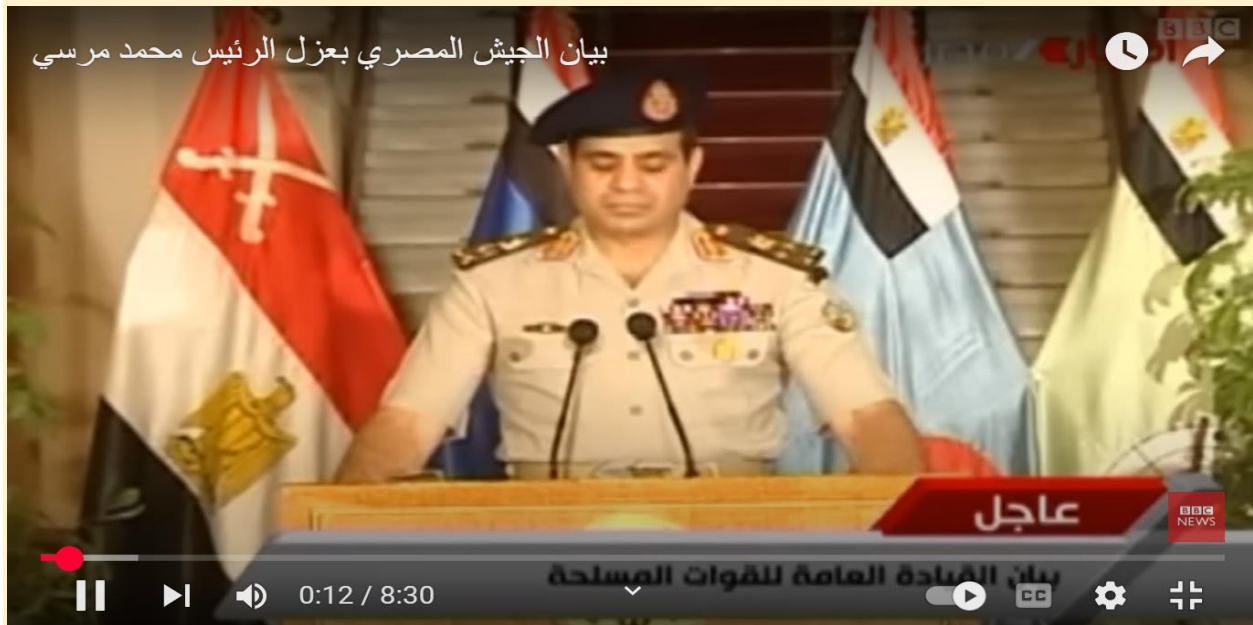 بيان الجيش المصري بعزل الرئيس محمد مرسي
BBC
عاجل
BBC
NEWS
بيان القيادة العامة للقوات المسلحة
0:12 / 8:30
CC